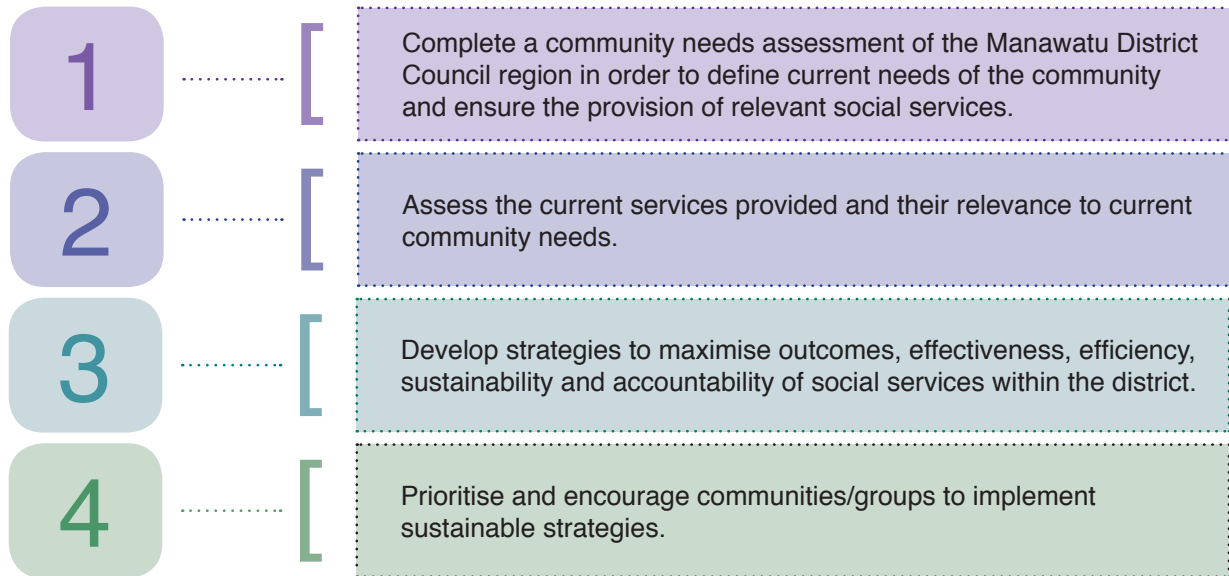 1
Complete a community needs assessment of the Manawatu District
Council region in order to define current needs of the community
and ensure the provision of relevant social services.
2
Assess the current services provided and their relevance to current
community needs.
3
Develop strategies to maximise outcomes, effectiveness, efficiency,
sustainability and accountability of social services within the district.
4
Prioritise and encourage communities/groups to implement
sustainable strategies.